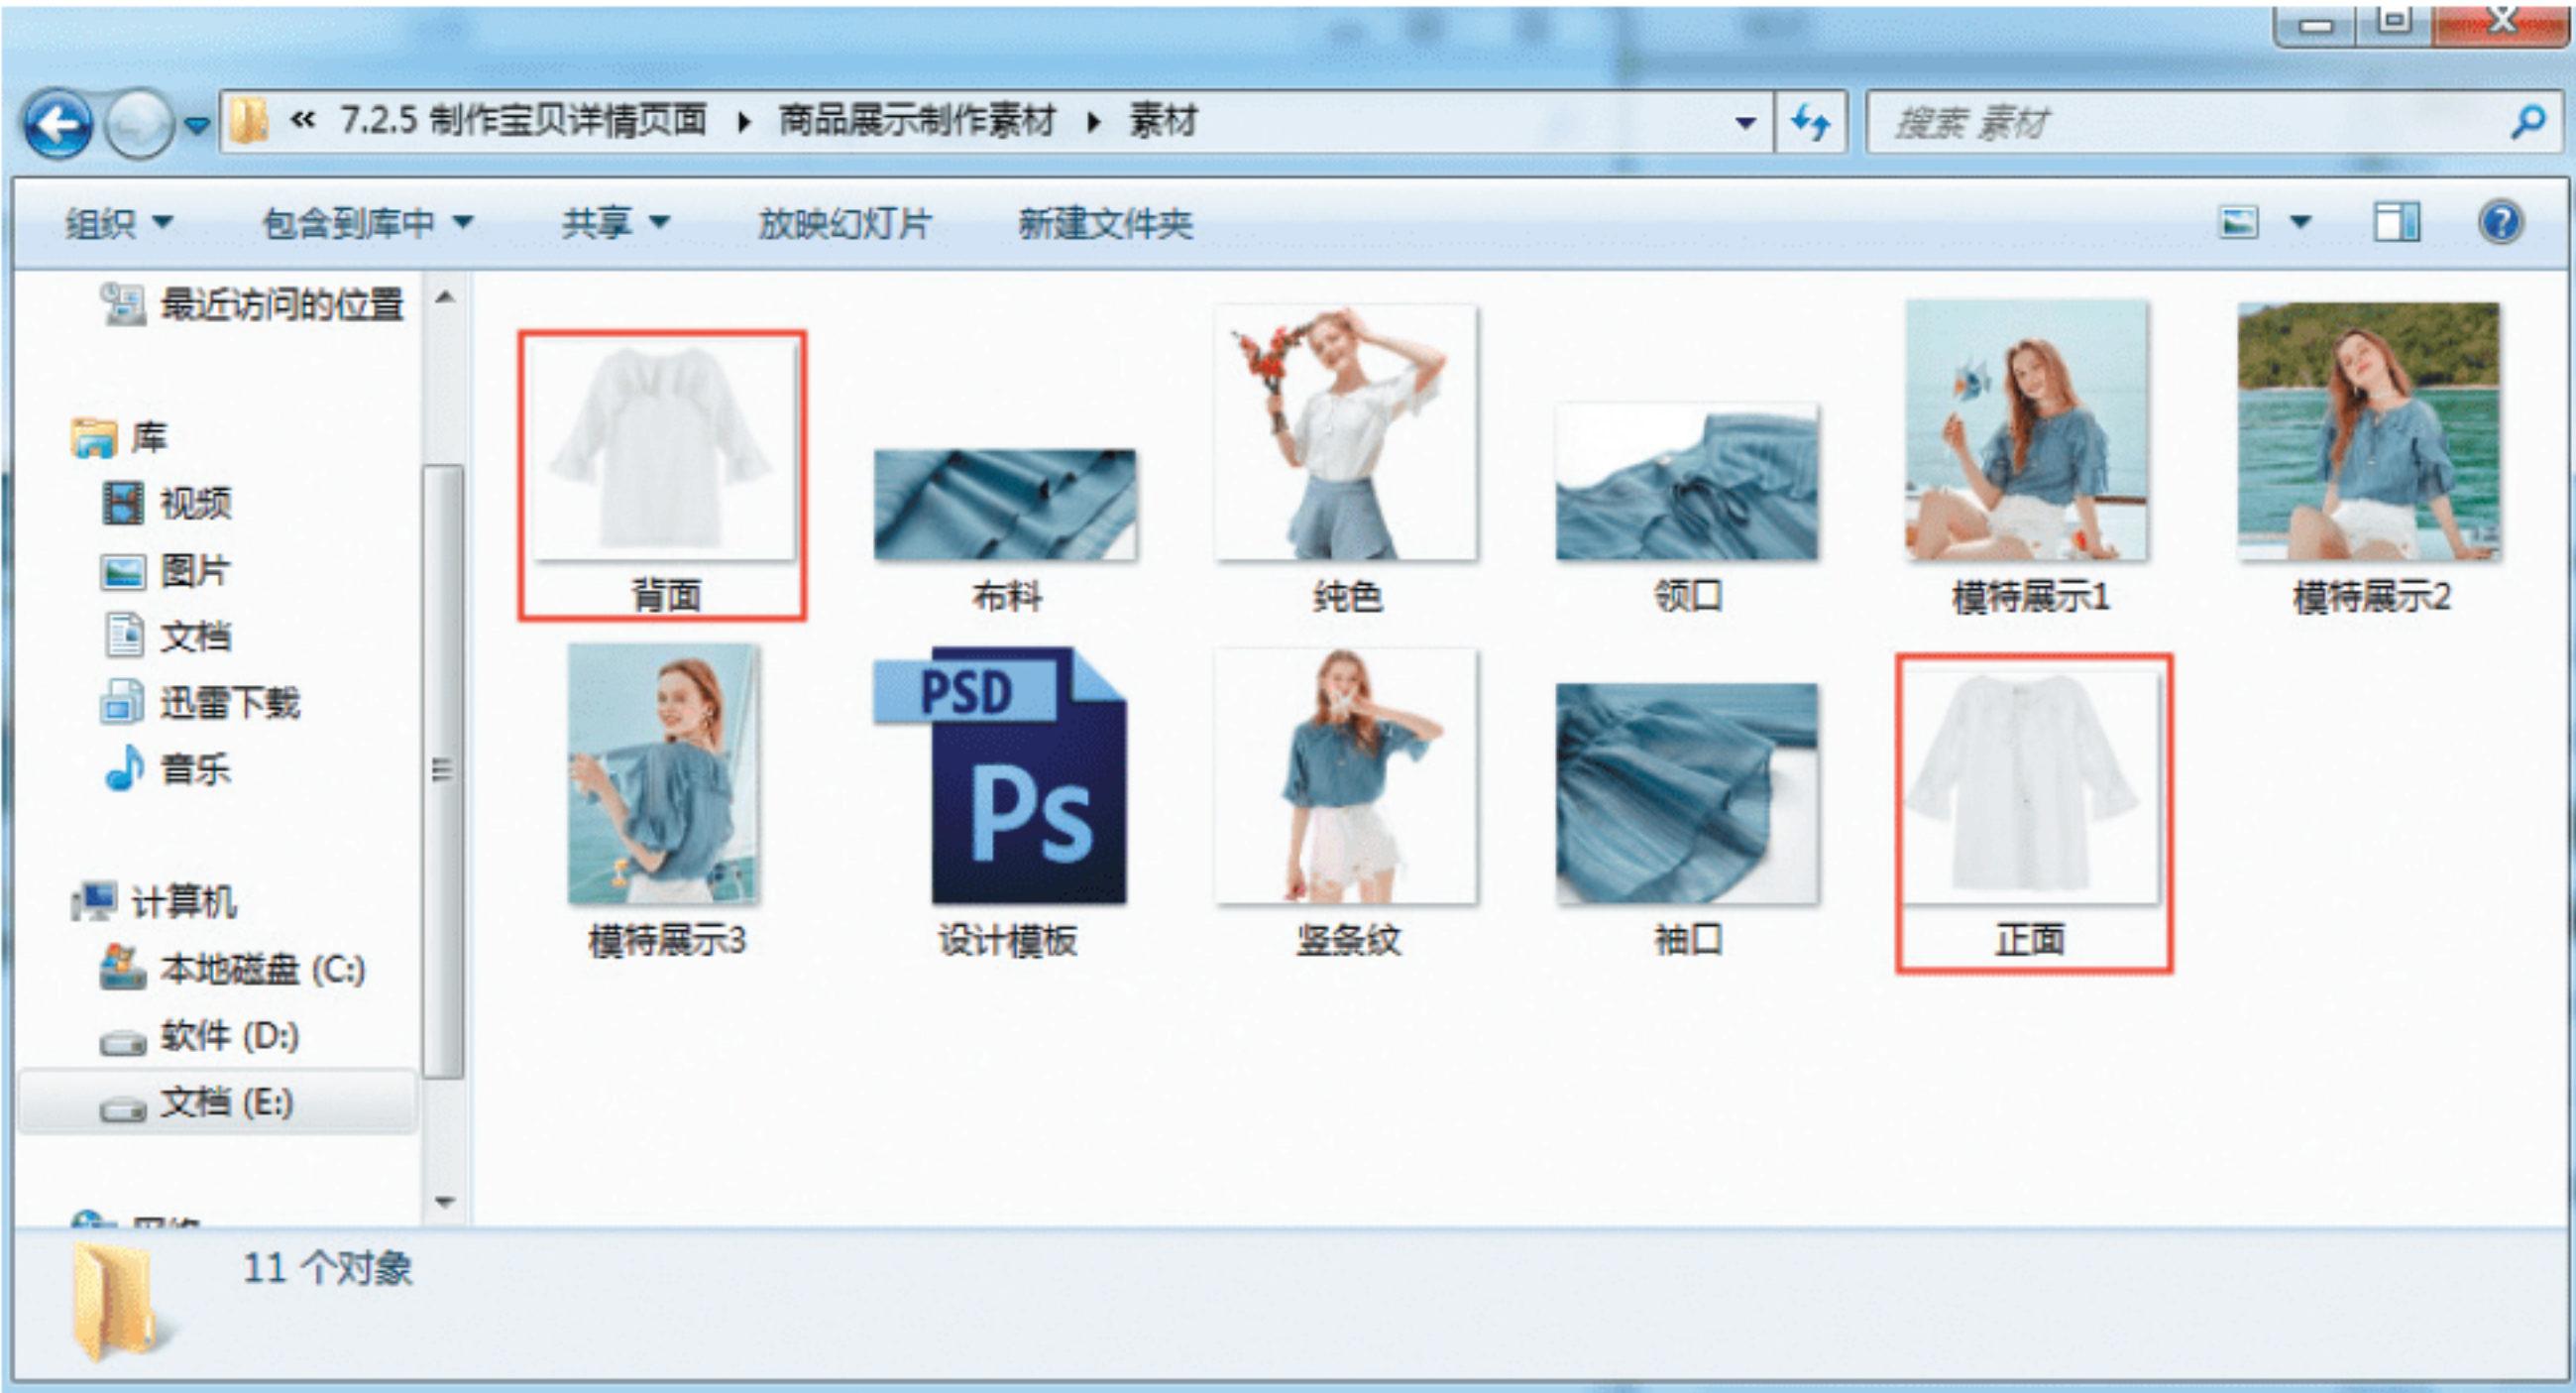 « 7.2.5 制作宝贝详情页面 ▸ 商品展示制作素材 ▸ 素材
搜索 素材
组织 包含到库中 共享 放映幻灯片 新建文件夹
最近访问的位置
库
视频
图片
文档
迅雷下载
音乐
计算机
本地磁盘 (C:)
软件 (D:)
文档 (E:)
背面 布料 纯色 领口 模特展示1 模特展示2
PSD
Ps
模特展示3 设计模板 竖条纹 袖口 正面
11 个对象